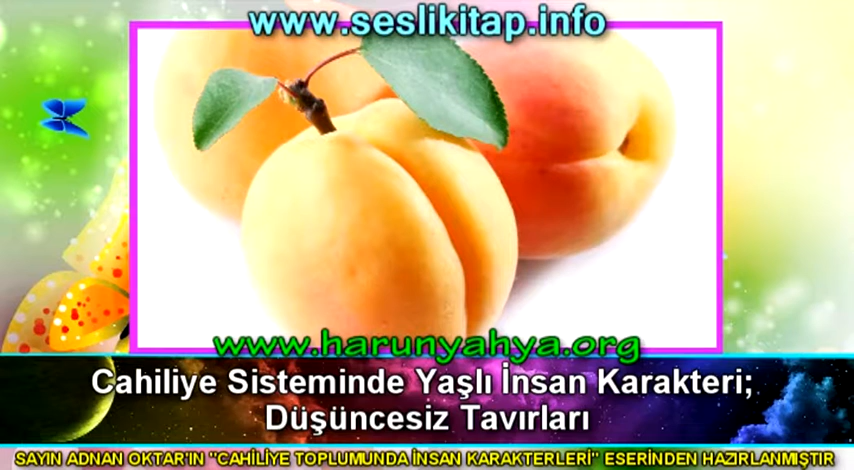 www.seslikitap.info
www.harunyahya.org
Cahiliye Sisteminde Yaşlı İnsan Karakteri;
Düşüncesiz Tavırları
SAYIN ADNAN OKTAR'IN "CAHİLİYE TOPLUMUNDA İNSAN KARAKTERLERİ" ESERİNDEN HAZIRLANMIŞTIR